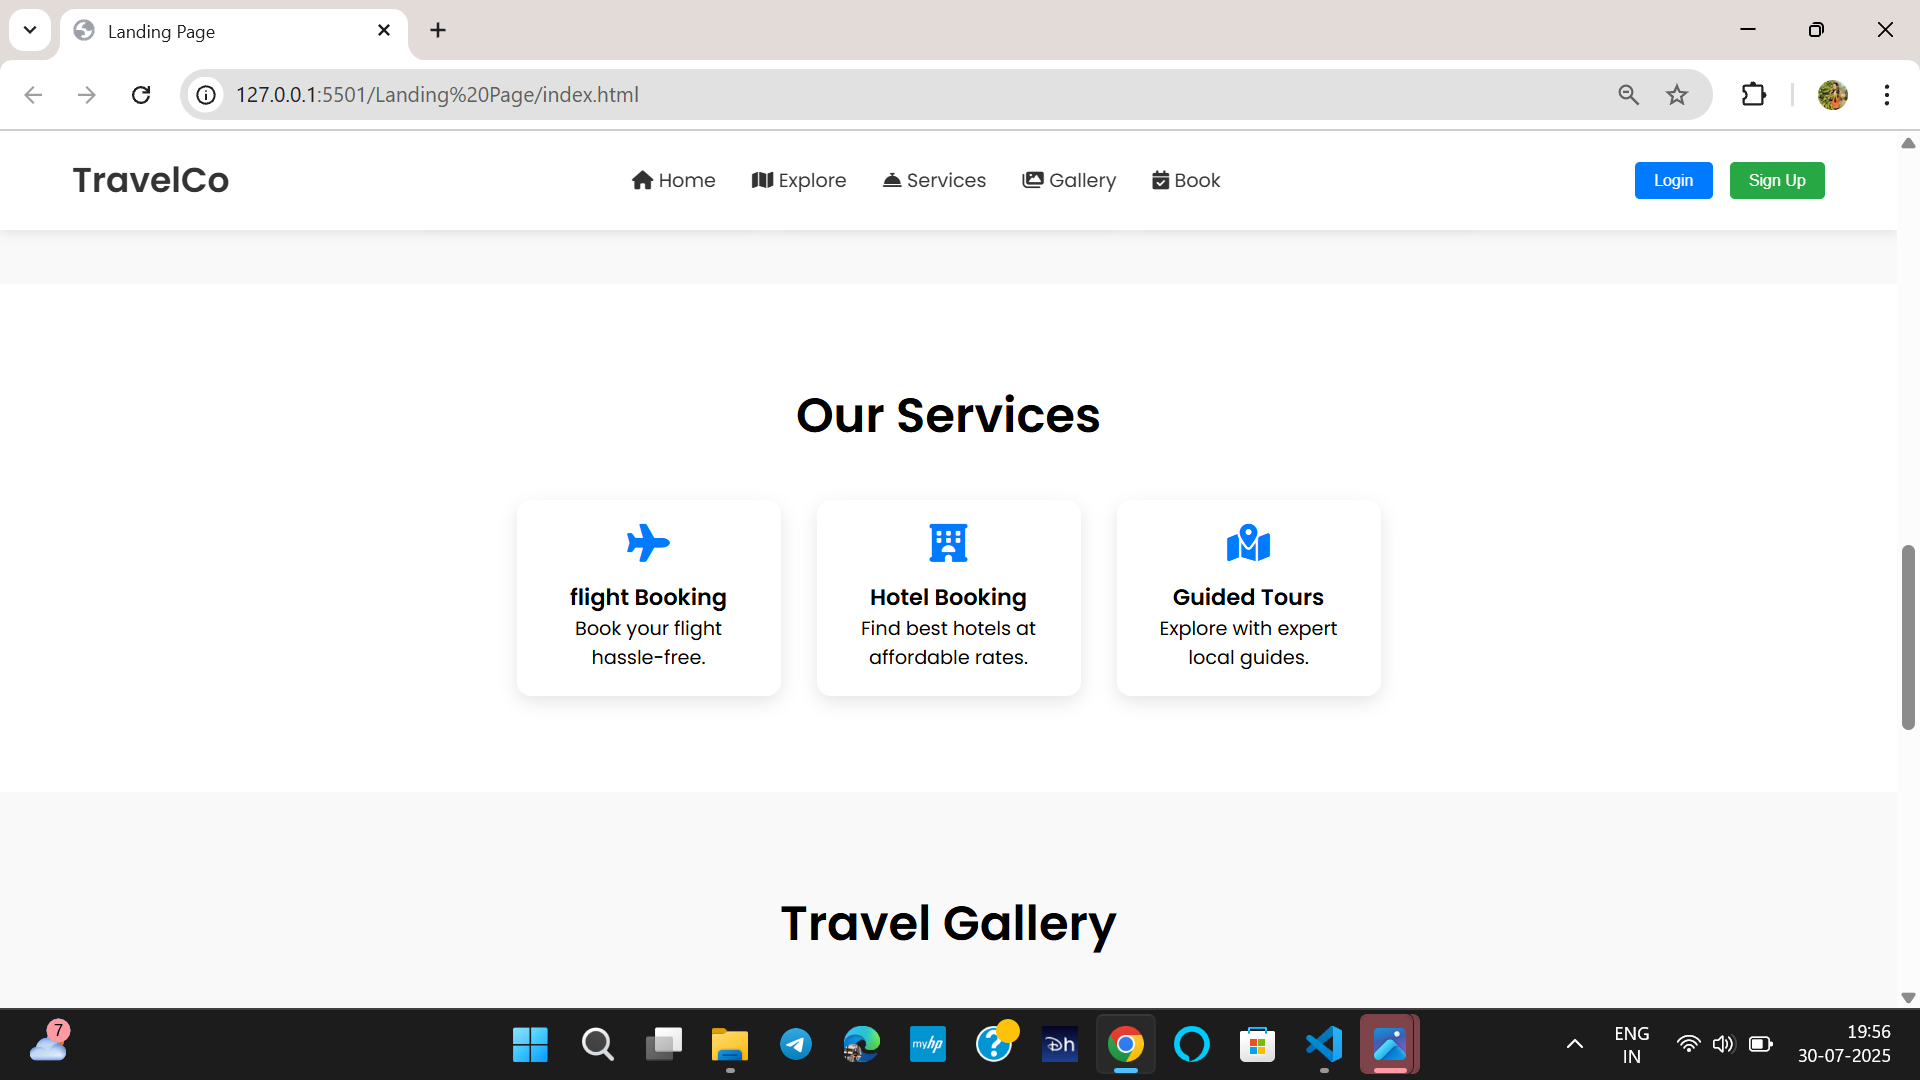 Landing Page
127.0.0.1:5501/Landing%20Page/index.html
TravelCo
Home
Explore
Services
Gallery
Book
Login
Sign Up
Our Services
flight Booking
Book your flight
hassle-free.
Hotel Booking
Find best hotels at
affordable rates.
Guided Tours
Explore with expert
local guides.
Travel Gallery
7
myhp
Dh
ENG
IN
19:56
30-07-2025